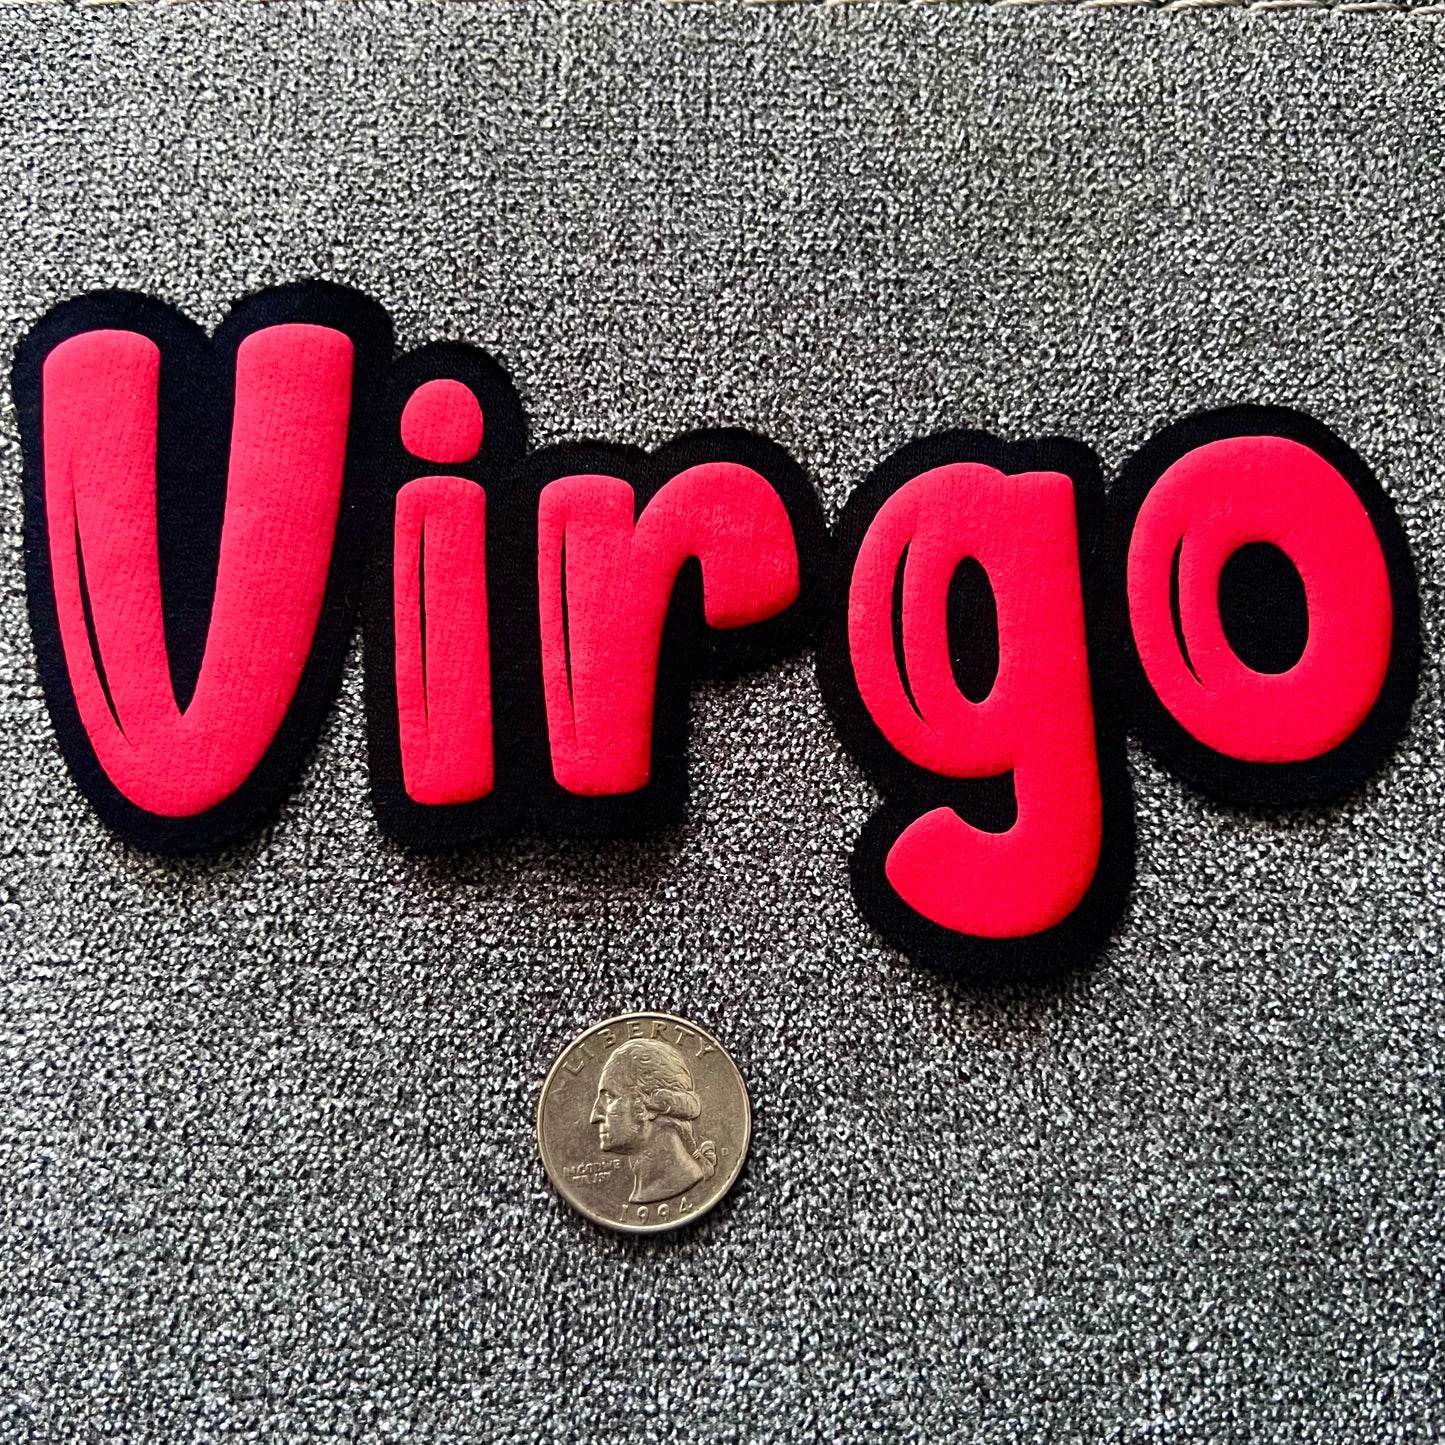 Virgo
LIBERTY
IN GOD WE
TRUST
D
1994